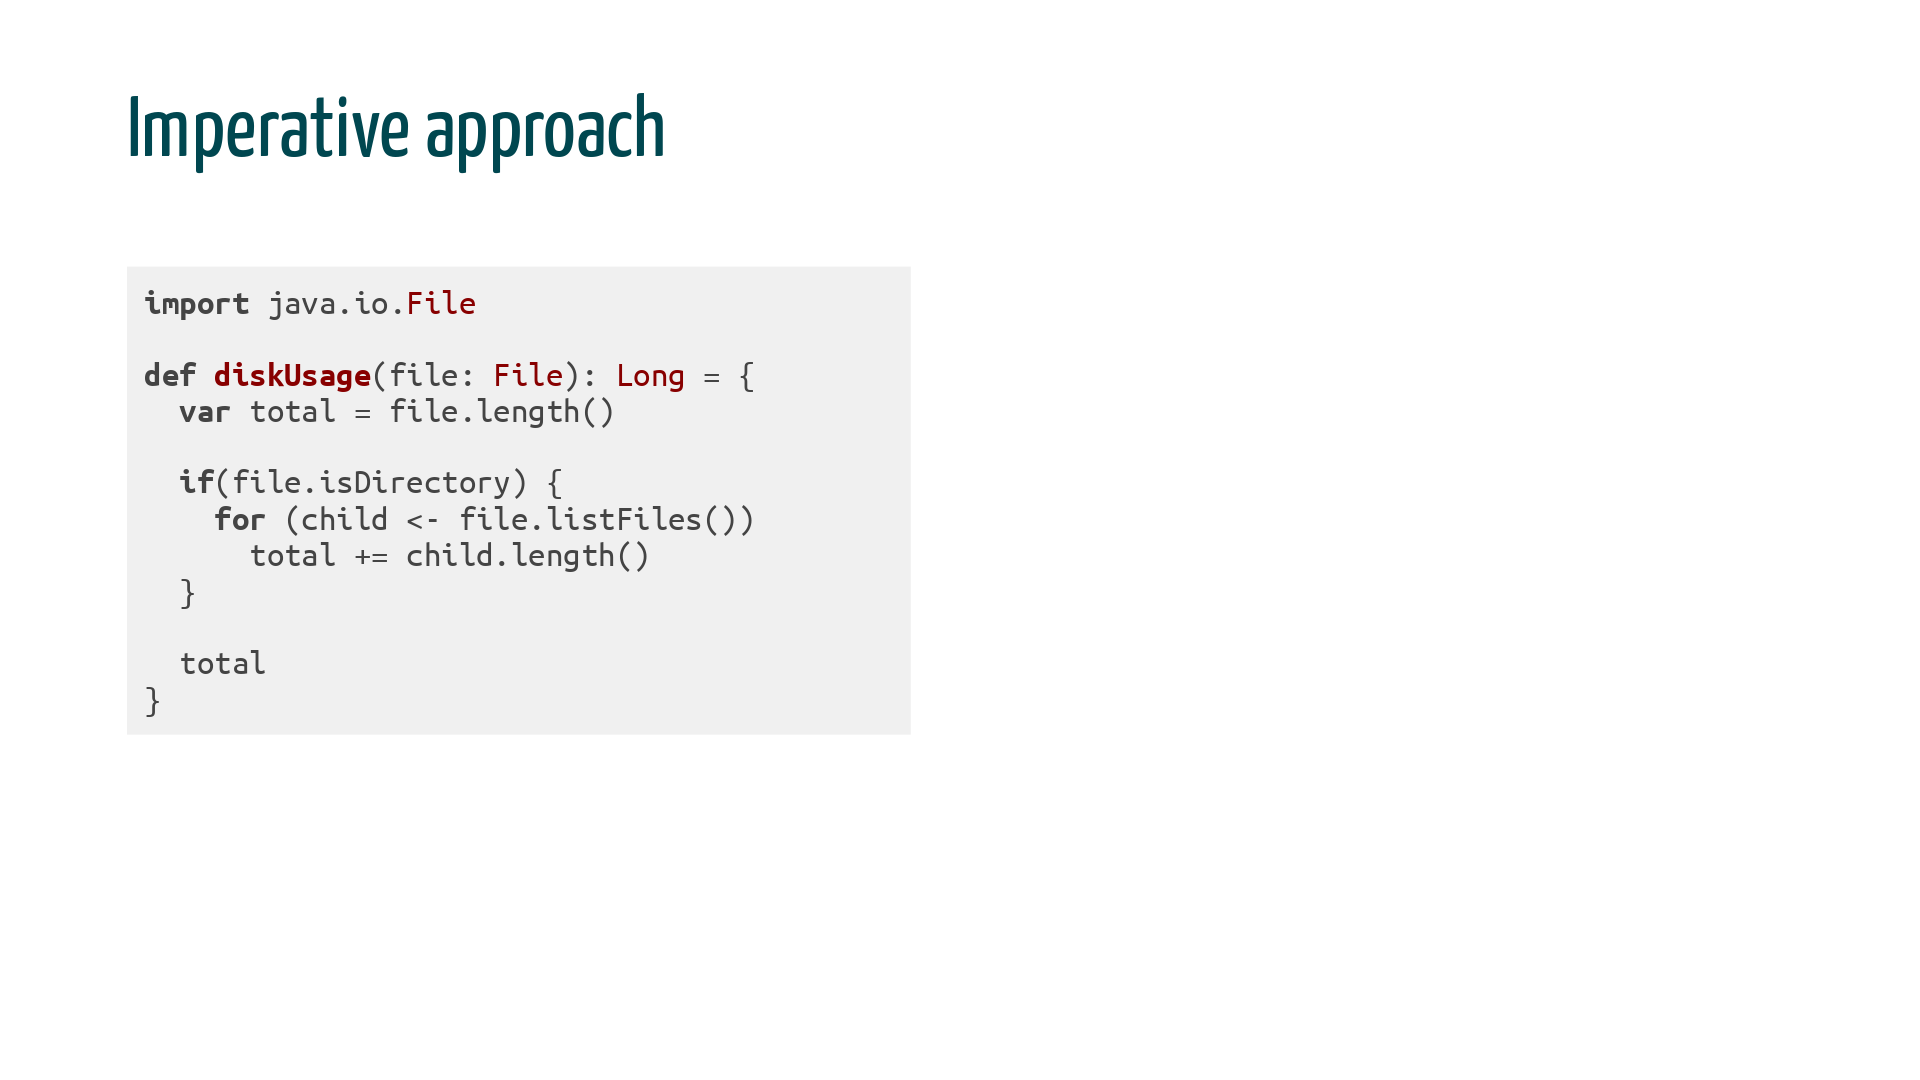 Imperative approach
import java.io.File
def diskUsage(file: File): Long = {
  var total = file.length()
  if(file.isDirectory) {
    for (child <- file.listFiles())
      total += child.length()
  }
  total
}